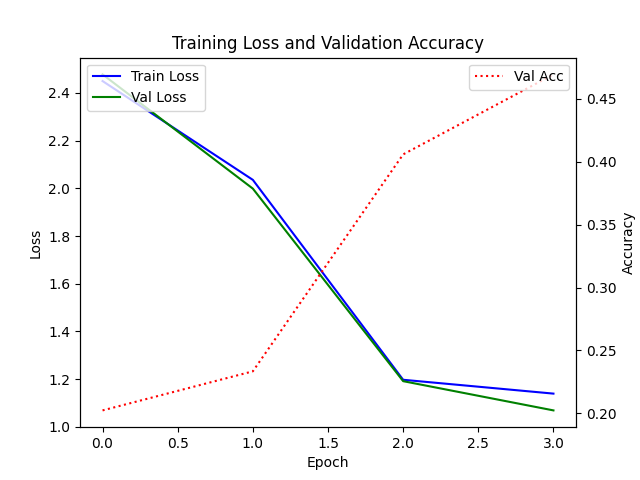 Training Loss and Validation Accuracy
Train Loss
Val Loss
Val Acc
Loss
2.4
2.2
2.0
1.8
1.6
1.4
1.2
1.0
0.45
0.40
0.35
0.30
0.25
0.20
Accuracy
0.0 0.5 1.0 1.5 2.0 2.5 3.0
Epoch